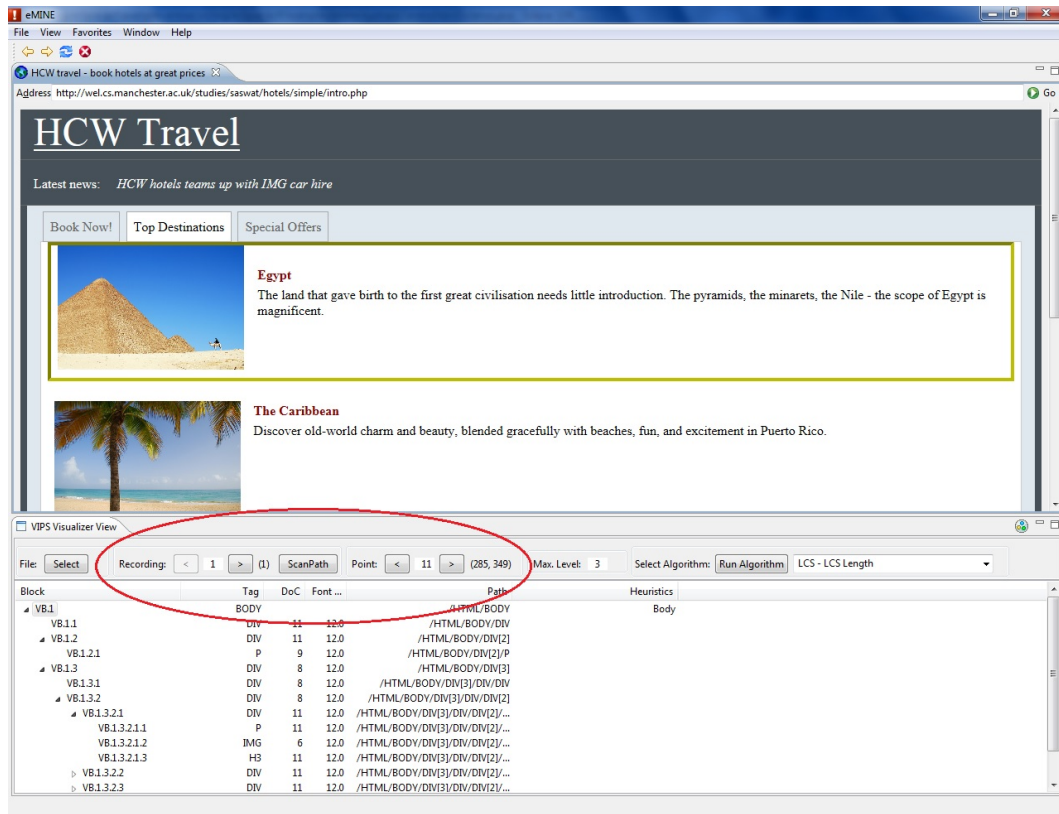 eMINE
File View Favorites Window Help
HCW travel - book hotels at great prices
Address http://wel.cs.manchester.ac.uk/studies/saswat/hotels/simple/intro.php Go
HCW Travel
Latest news: HCW hotels teams up with IMG car hire
Book Now! Top Destinations Special Offers
Egypt
The land that gave birth to the first great civilisation needs little introduction. The pyramids, the minarets, the Nile - the scope of Egypt is
magnificent.
The Caribbean
Discover old-world charm and beauty, blended gracefully with beaches, fun, and excitement in Puerto Rico.
VIPS Visualizer View
File: Select Recording: < 1 > (1) ScanPath Point: < 11 > (285, 349) Max. Level: 3 Select Algorithm: Run Algorithm LCS - LCS Length
Block Tag DoC Font ... Path Heuristics
VB.1 BODY /HTML/BODY Body
VB.1.1 DIV 11 12.0 /HTML/BODY/DIV
VB.1.2 DIV 11 12.0 /HTML/BODY/DIV[2]
VB.1.2.1 P 9 12.0 /HTML/BODY/DIV[2]/P
VB.1.3 DIV 8 12.0 /HTML/BODY/DIV[3]
VB.1.3.1 DIV 8 12.0 /HTML/BODY/DIV[3]/DIV/DIV
VB.1.3.2 DIV 8 12.0 /HTML/BODY/DIV[3]/DIV/DIV[2]
VB.1.3.2.1 DIV 11 12.0 /HTML/BODY/DIV[3]/DIV/DIV[2]/...
VB.1.3.2.1.1 P 11 12.0 /HTML/BODY/DIV[3]/DIV/DIV[2]/...
VB.1.3.2.1.2 IMG 6 12.0 /HTML/BODY/DIV[3]/DIV/DIV[2]/...
VB.1.3.2.1.3 H3 11 12.0 /HTML/BODY/DIV[3]/DIV/DIV[2]/...
VB.1.3.2.2 DIV 11 12.0 /HTML/BODY/DIV[3]/DIV/DIV[2]/...
VB.1.3.2.3 DIV 11 12.0 /HTML/BODY/DIV[3]/DIV/DIV[2]/...